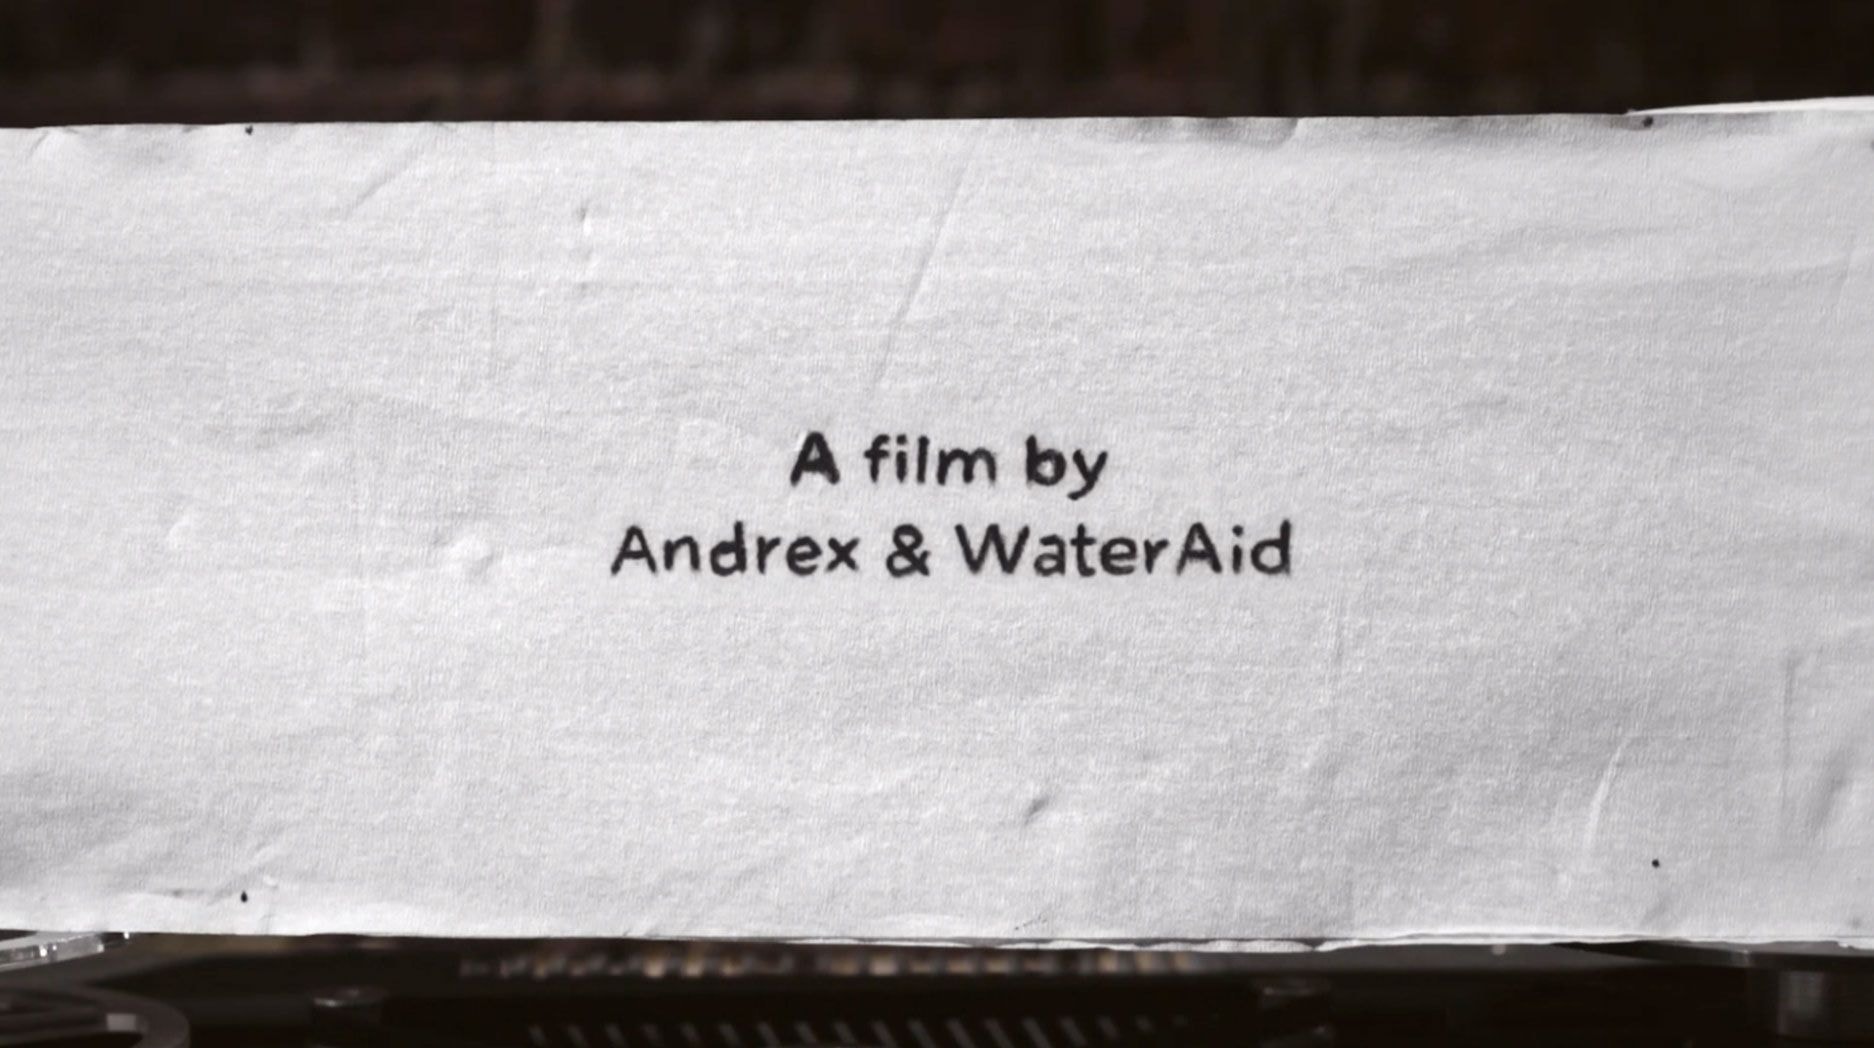 A film by
Andrex & WaterAid